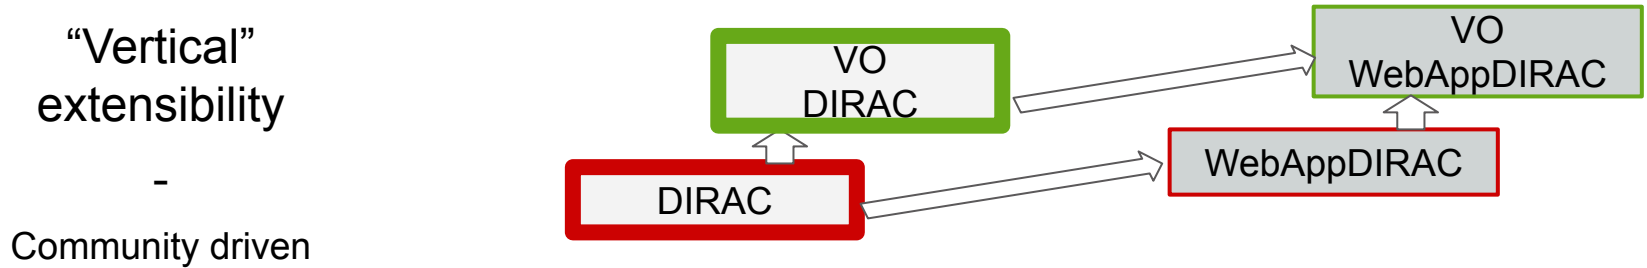 “Vertical”
extensibility
-
Community driven
VO
DIRAC
DIRAC
VO
WebAppDIRAC
WebAppDIRAC